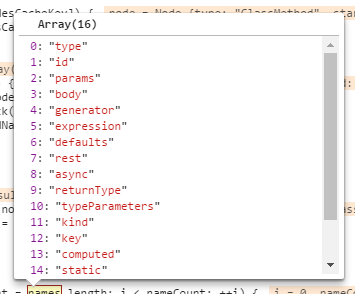 esCacheKey]) { node = Node {type: "ClassMethod", sta
Array(16)
0: "type"
1: "id"
2: "params"
3: "body"
4: "generator"
5: "expression"
6: "defaults"
7: "rest"
8: "async"
9: "returnType"
10: "typeParameters"
11: "kind"
12: "key"
13: "computed"
14: "static"
names.length; i < nameCount; ++i) { i = 0, nameC